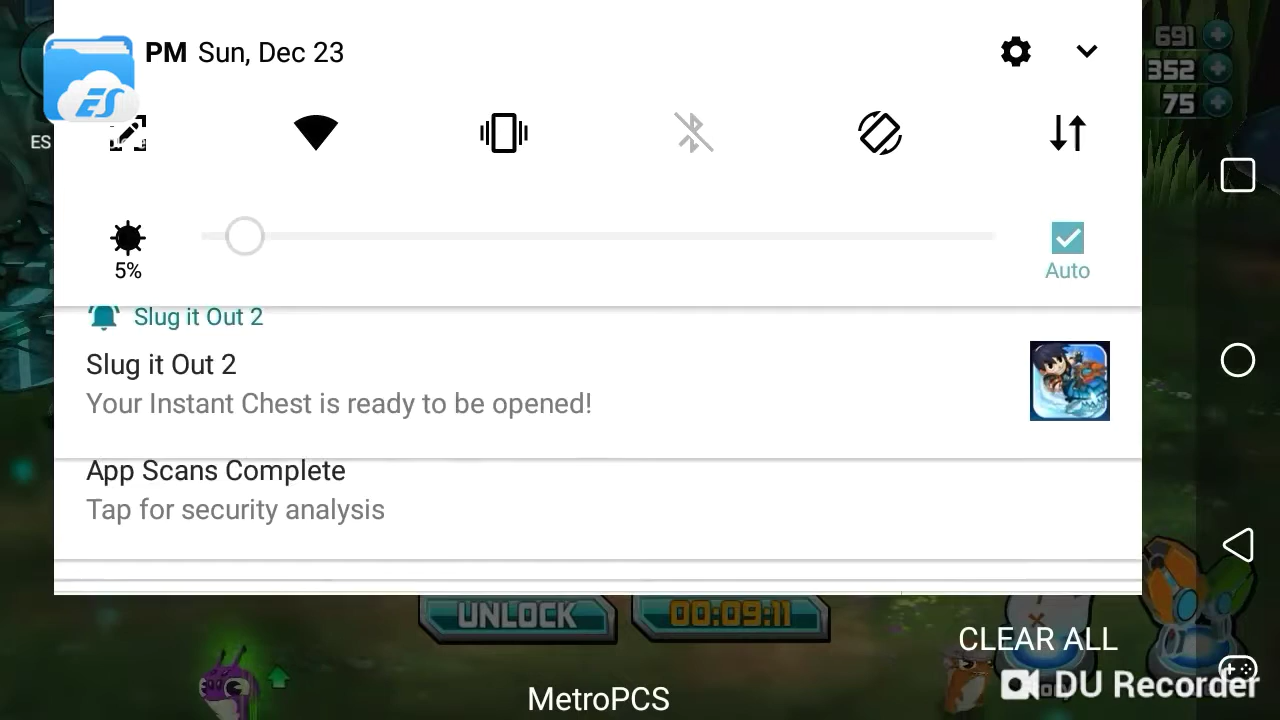 PM Sun, Dec 23
691
352
75
ES
ES
5%
Auto
Slug it Out 2
Slug it Out 2
Your Instant Chest is ready to be opened!
App Scans Complete
Tap for security analysis
UNLOCK
00:09:11
CLEAR ALL
DU Recorder
MetroPCS